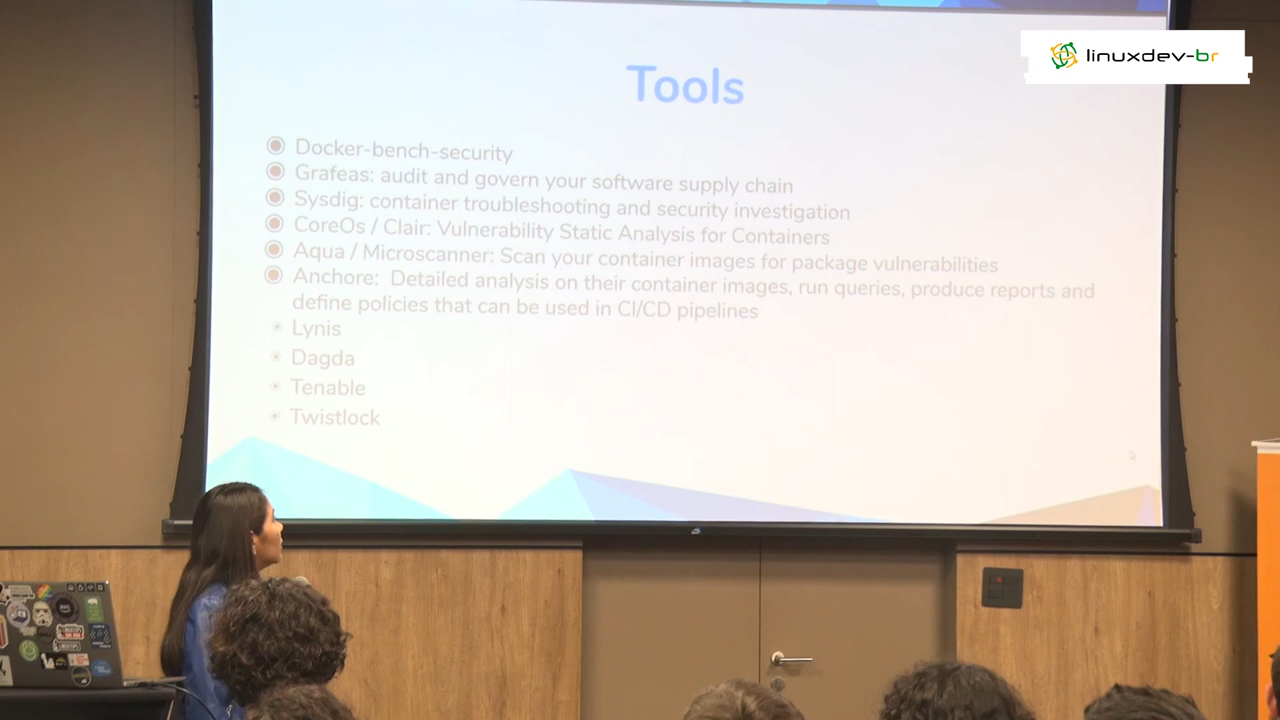 linuxdev-br
Tools
Docker-bench-security
Grafeas: audit and govern your software supply chain
Sysdig: container troubleshooting and security investigation
CoreOs / Clair: Vulnerability Static Analysis for Containers
Aqua / Microscanner: Scan your container images for package vulnerabilities
Anchore: Detailed analysis on their container images, run queries, produce reports and
define policies that can be used in CI/CD pipelines
Lynis
Dagda
Tenable
Twistlock